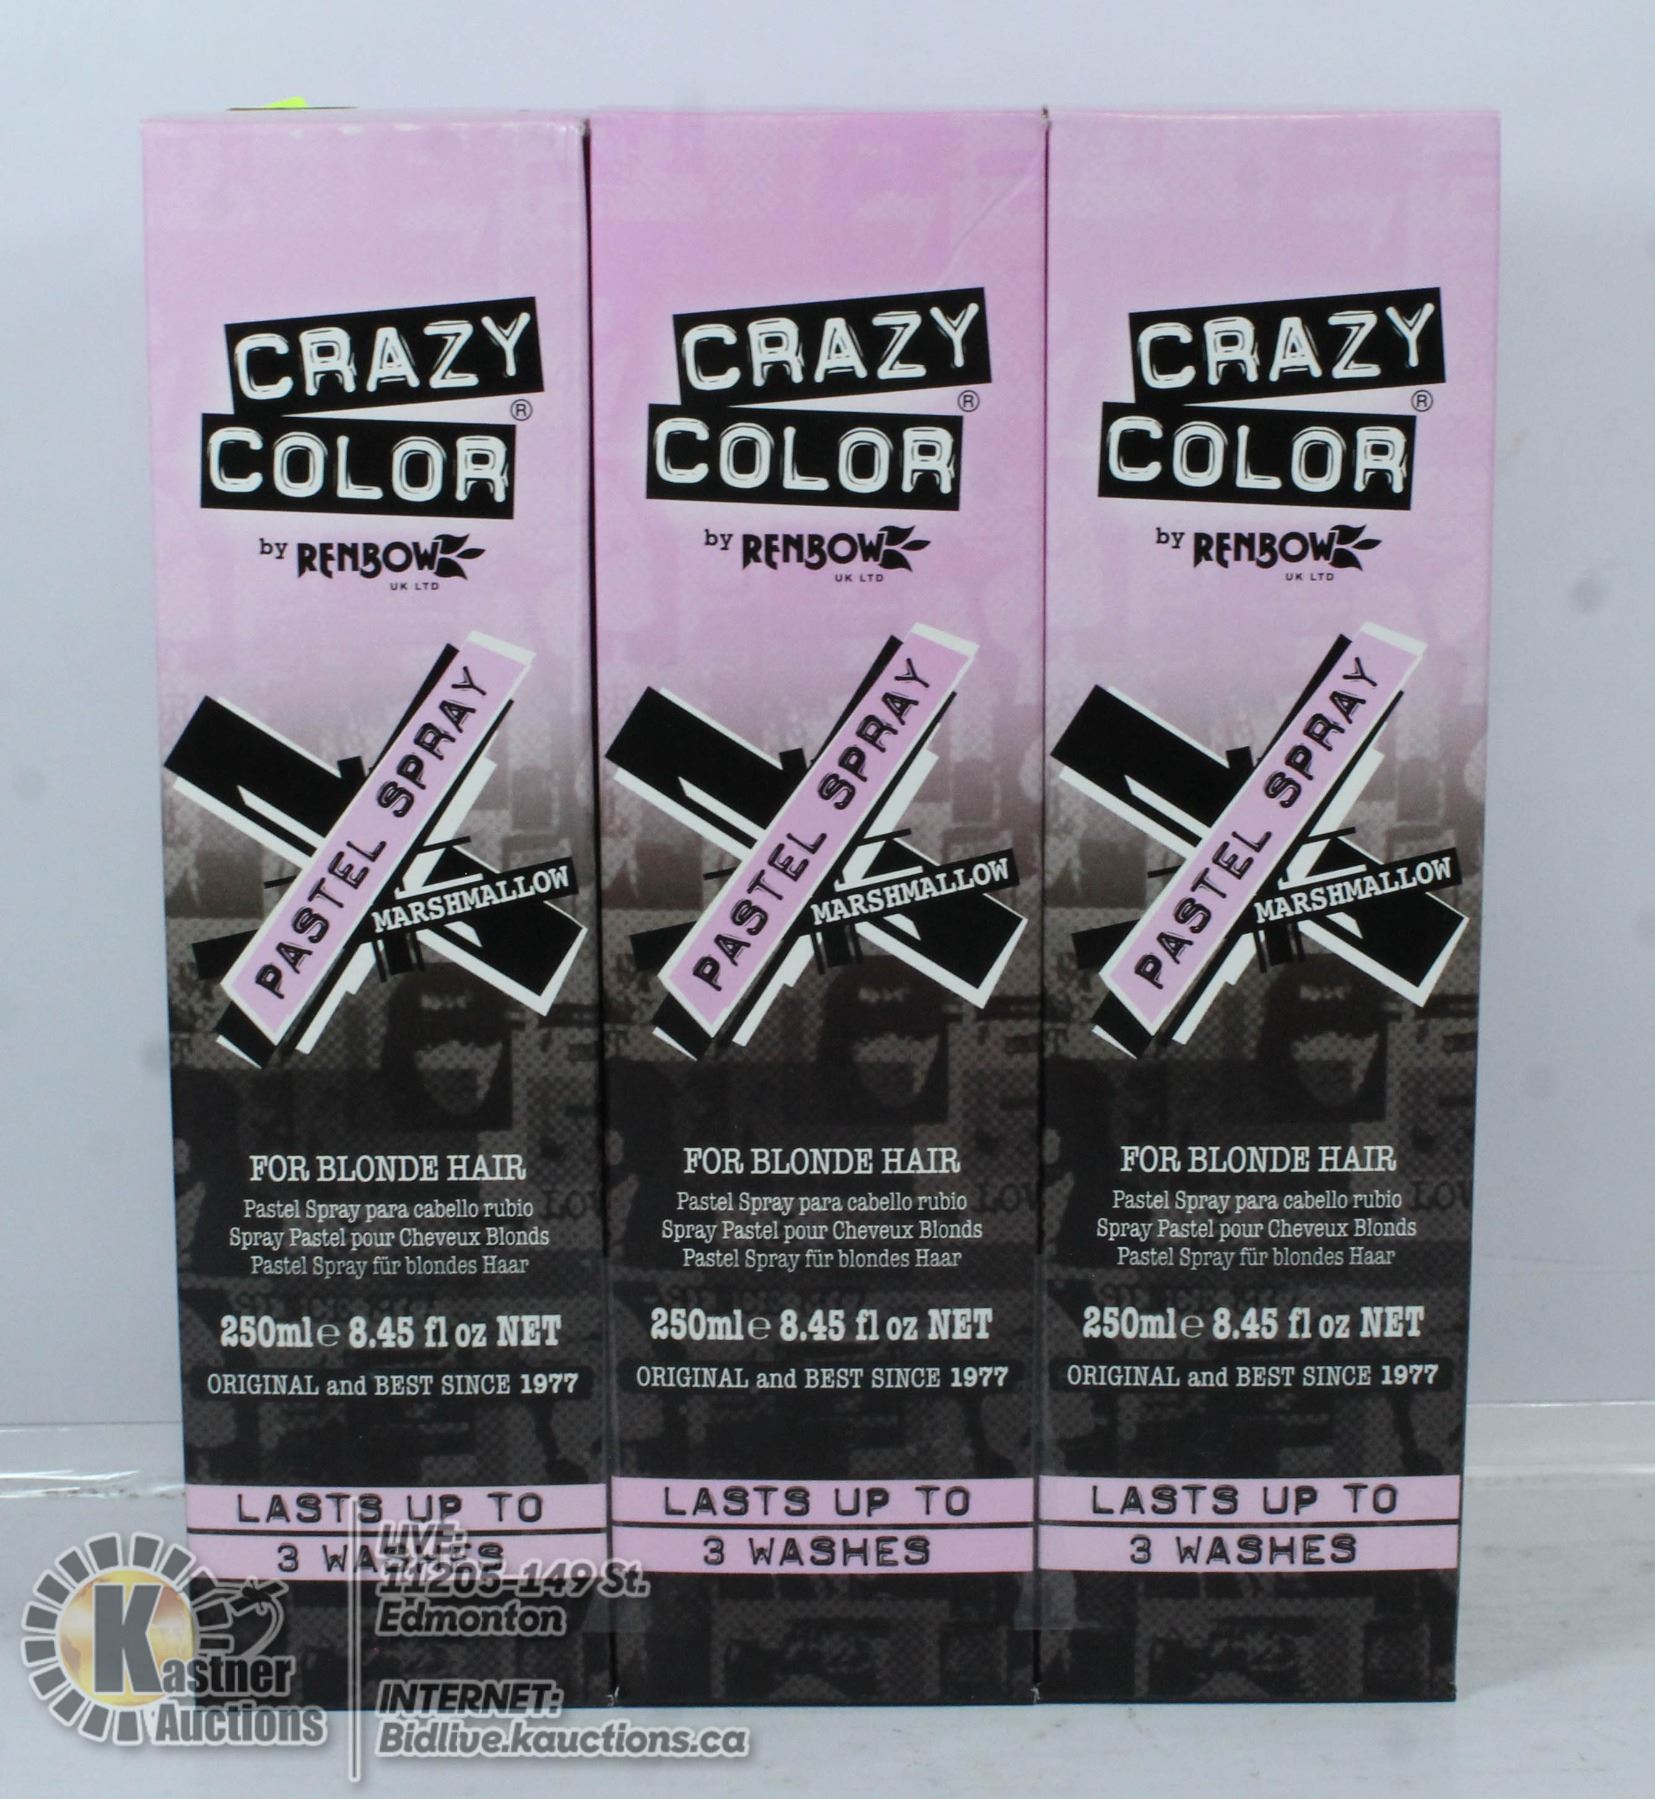 CRAZY
COLOR®
by RENBOW
UK LTD
PASTEL SPRAY
MARSHMALLOW
FOR BLONDE HAIR
Pastel Spray para cabello rubio
Spray Pastel pour Cheveux Blonds
Pastel Spray für blondes Haar
250ml℮ 8.45 fl oz NET
ORIGINAL and BEST SINCE 1977
LASTS UP TO
3 WASHES
CRAZY
COLOR®
by RENBOW
UK LTD
PASTEL SPRAY
MARSHMALLOW
FOR BLONDE HAIR
Pastel Spray para cabello rubio
Spray Pastel pour Cheveux Blonds
Pastel Spray für blondes Haar
250ml℮ 8.45 fl oz NET
ORIGINAL and BEST SINCE 1977
LASTS UP TO
3 WASHES
CRAZY
COLOR®
by RENBOW
UK LTD
PASTEL SPRAY
MARSHMALLOW
FOR BLONDE HAIR
Pastel Spray para cabello rubio
Spray Pastel pour Cheveux Blonds
Pastel Spray für blondes Haar
250ml℮ 8.45 fl oz NET
ORIGINAL and BEST SINCE 1977
LASTS UP TO
3 WASHES
Kastner
Auctions
LIVE:
11205-149 St.
Edmonton
INTERNET:
Bidlive.kauctions.ca